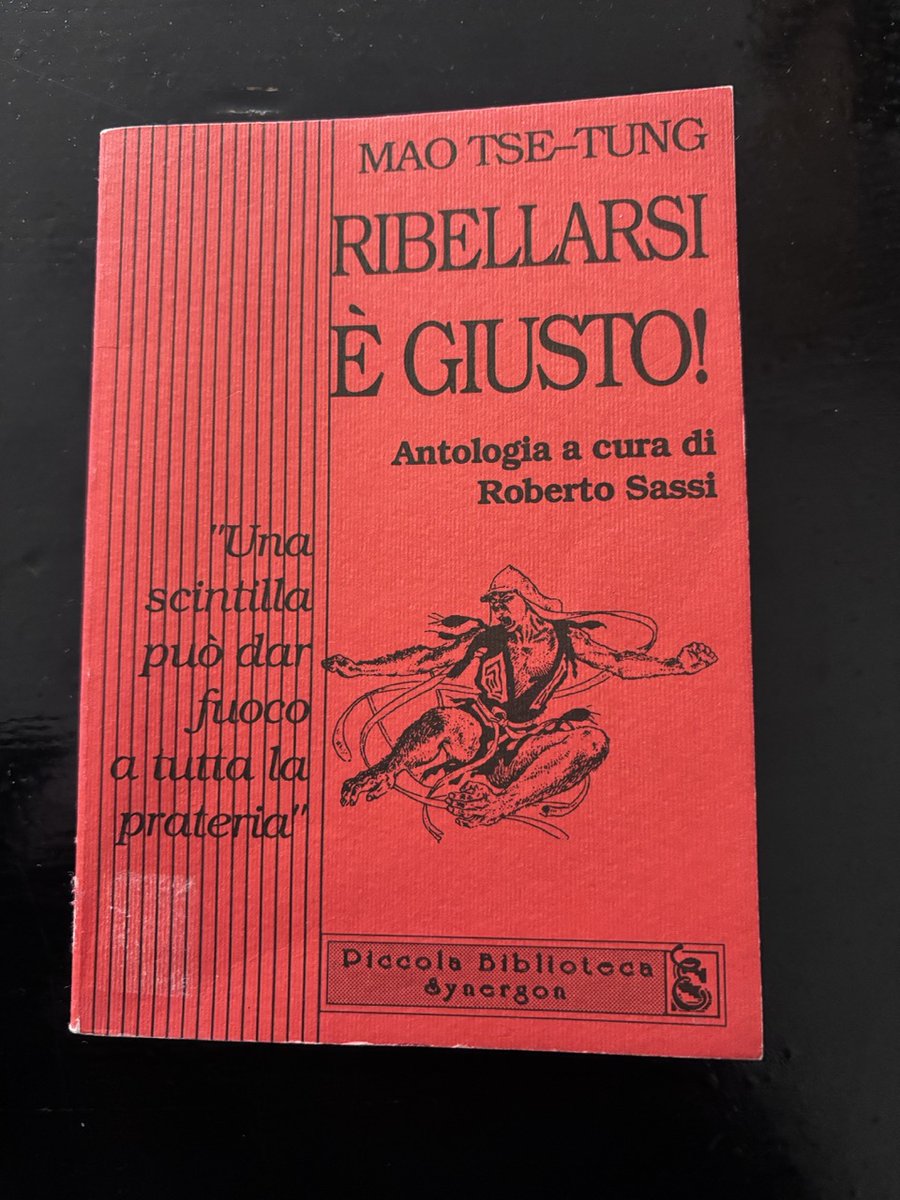 MAO TSE-TUNG
RIBELLARSI
È GIUSTO!
Antologia a cura di
Roberto Sassi
"Una
scintilla
può dar
fuoco
a tutta la
prateria"
Piccola Biblioteca
Synergon